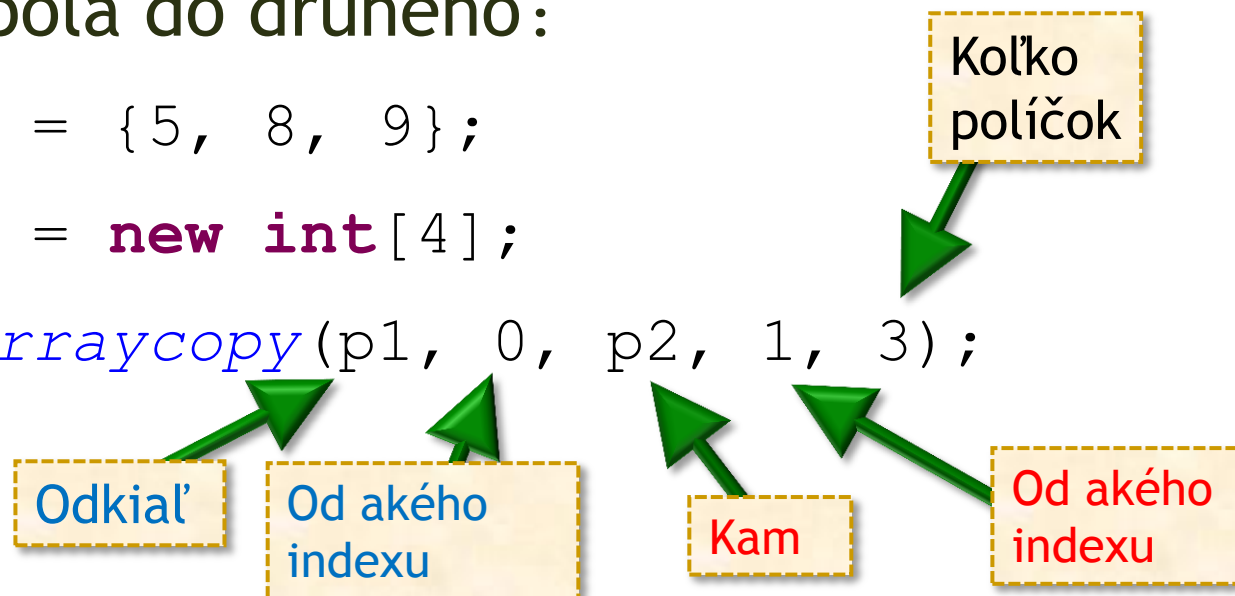 pola do druhého:
= {5, 8, 9};
= new int[4];
rraycopy(p1, 0, p2, 1, 3);
Koľko
políčok
Odkiaľ
Od akého
indexu
Kam
Od akého
indexu